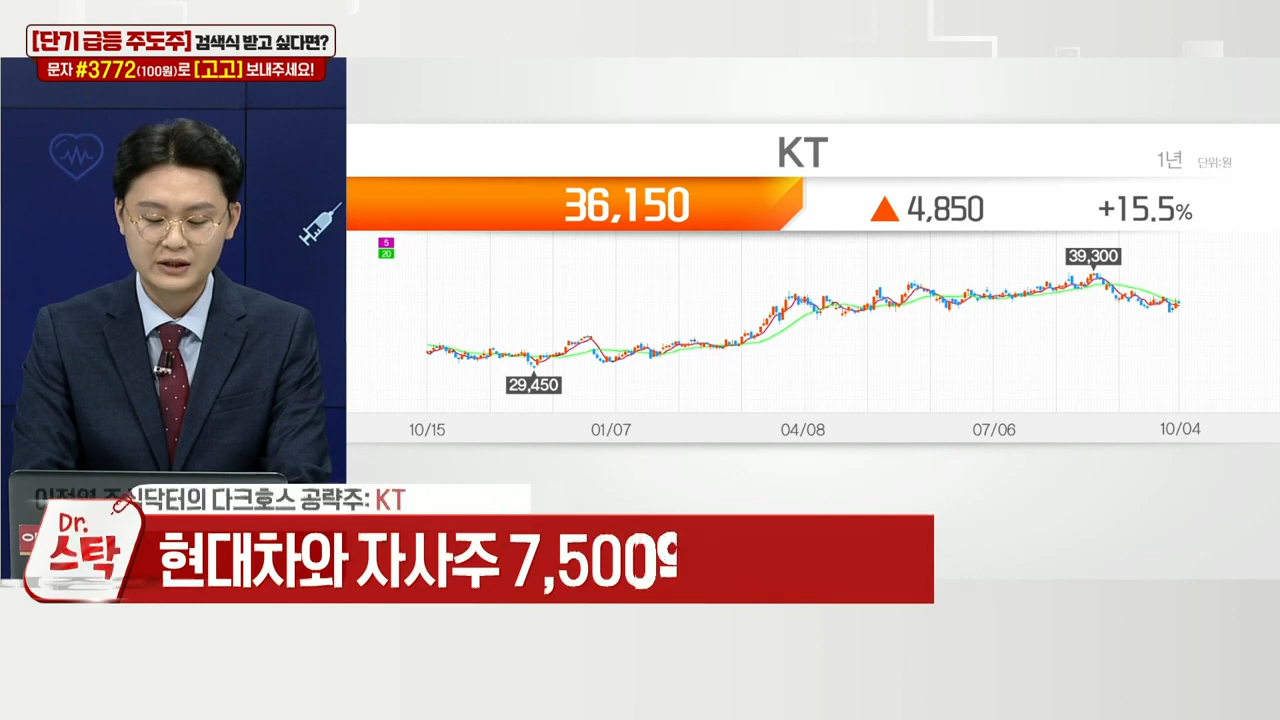 [단기 급등 주도주] 검색식 받고 싶다면?
문자 #3772(100원)로 [고고] 보내주세요!
KT
1년 단위:원
36,150 ▲ 4,850 +15.5%
5
20
39,300
29,450
10/15 01/07 04/08 07/06 10/04
주식닥터의 다크호스 공략주: KT
Dr.
스탁
현대차와 자사주 7,500